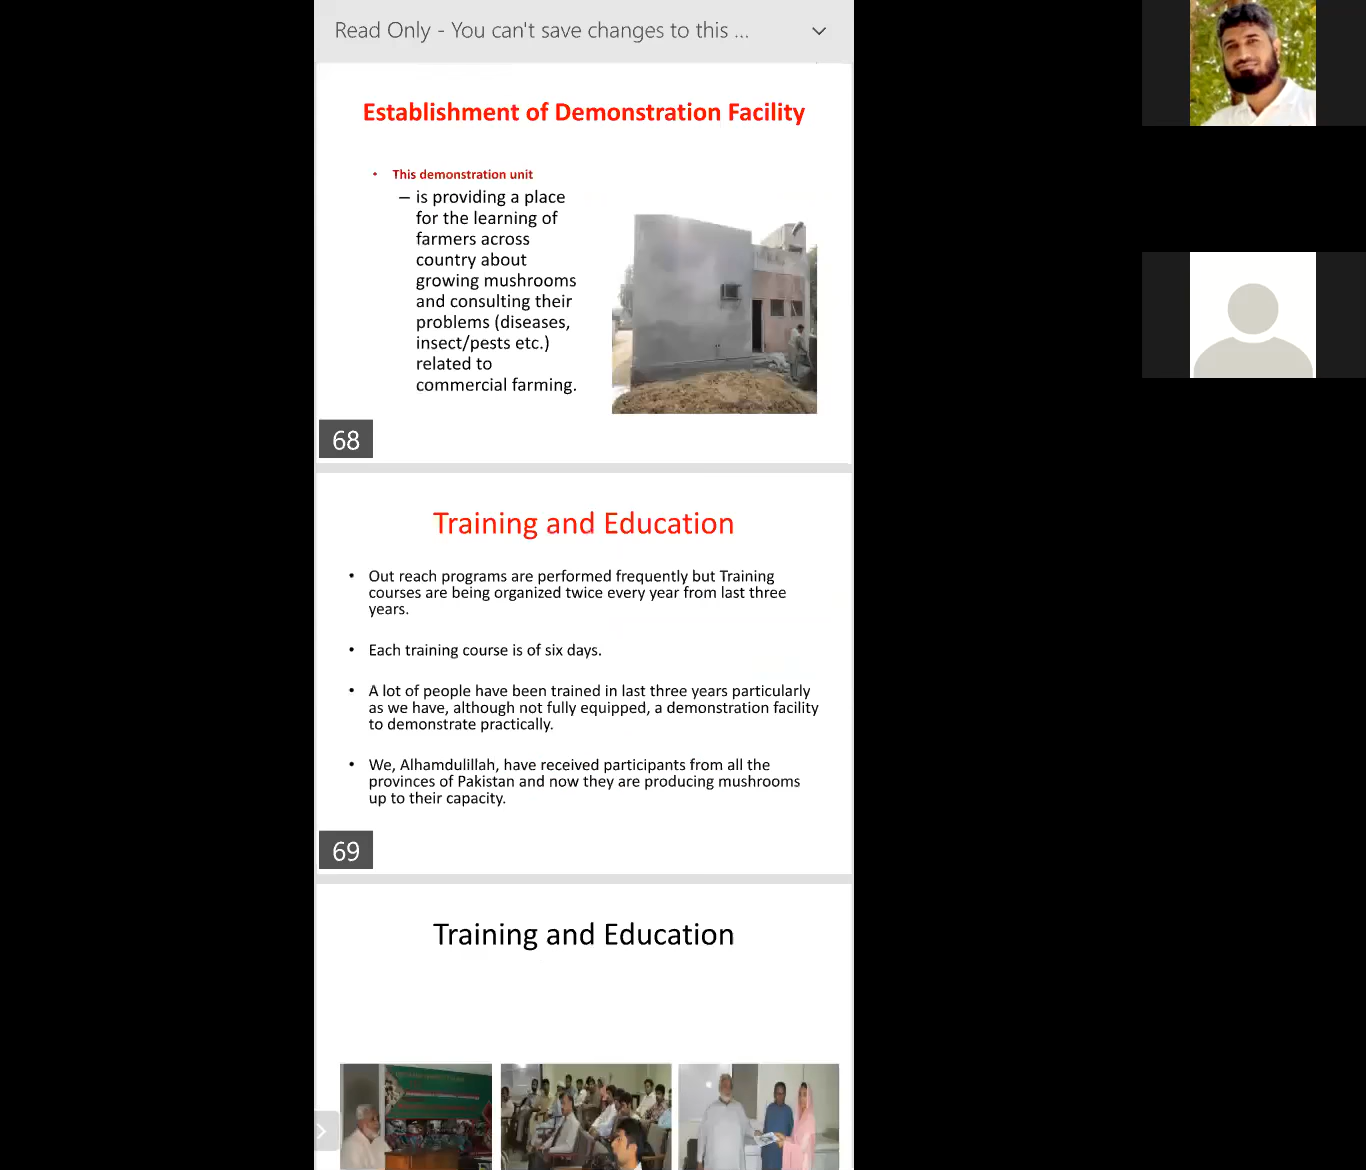 Read Only - You can't save changes to this ...
Establishment of Demonstration Facility
• This demonstration unit
– is providing a place
for the learning of
farmers across
country about
growing mushrooms
and consulting their
problems (diseases,
insect/pests etc.)
related to
commercial farming.
68
Training and Education
• Out reach programs are performed frequently but Training
courses are being organized twice every year from last three
years.
• Each training course is of six days.
• A lot of people have been trained in last three years particularly
as we have, although not fully equipped, a demonstration facility
to demonstrate practically.
• We, Alhamdulillah, have received participants from all the
provinces of Pakistan and now they are producing mushrooms
up to their capacity.
69
Training and Education